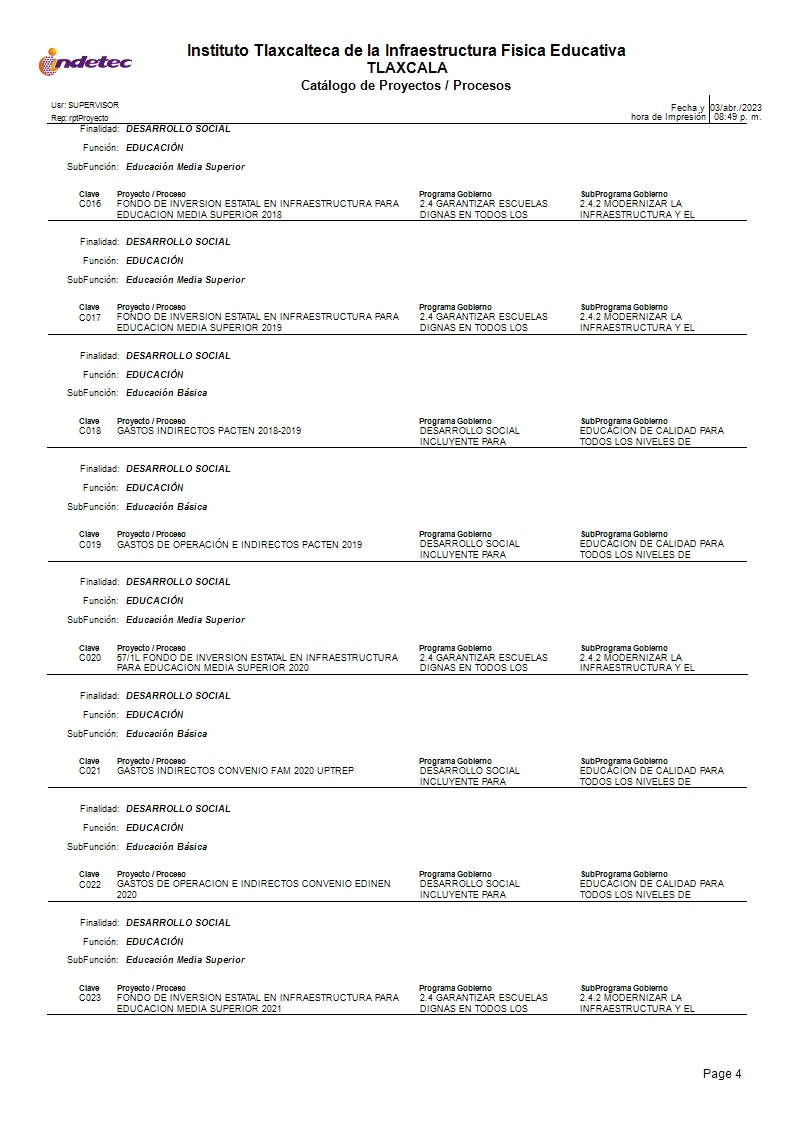 Instituto Tlaxcalteca de la Infraestructura Fisica Educativa
TLAXCALA
Catálogo de Proyectos / Procesos
indetec
Usr: SUPERVISOR
Rep: rptProyecto
Fecha y 03/abr./2023
hora de Impresión 08:49 p. m.
Finalidad: DESARROLLO SOCIAL
Función: EDUCACIÓN
SubFunción: Educación Media Superior
Clave Proyecto / Proceso Programa Gobierno SubPrograma Gobierno
C016 FONDO DE INVERSION ESTATAL EN INFRAESTRUCTURA PARA 2.4 GARANTIZAR ESCUELAS 2.4.2 MODERNIZAR LA
EDUCACION MEDIA SUPERIOR 2018 DIGNAS EN TODOS LOS INFRAESTRUCTURA Y EL
Finalidad: DESARROLLO SOCIAL
Función: EDUCACIÓN
SubFunción: Educación Media Superior
Clave Proyecto / Proceso Programa Gobierno SubPrograma Gobierno
C017 FONDO DE INVERSION ESTATAL EN INFRAESTRUCTURA PARA 2.4 GARANTIZAR ESCUELAS 2.4.2 MODERNIZAR LA
EDUCACION MEDIA SUPERIOR 2019 DIGNAS EN TODOS LOS INFRAESTRUCTURA Y EL
Finalidad: DESARROLLO SOCIAL
Función: EDUCACIÓN
SubFunción: Educación Básica
Clave Proyecto / Proceso Programa Gobierno SubPrograma Gobierno
C018 GASTOS INDIRECTOS PACTEN 2018-2019 DESARROLLO SOCIAL EDUCACION DE CALIDAD PARA
INCLUYENTE PARA TODOS LOS NIVELES DE
Finalidad: DESARROLLO SOCIAL
Función: EDUCACIÓN
SubFunción: Educación Básica
Clave Proyecto / Proceso Programa Gobierno SubPrograma Gobierno
C019 GASTOS DE OPERACIÓN E INDIRECTOS PACTEN 2019 DESARROLLO SOCIAL EDUCACION DE CALIDAD PARA
INCLUYENTE PARA TODOS LOS NIVELES DE
Finalidad: DESARROLLO SOCIAL
Función: EDUCACIÓN
SubFunción: Educación Media Superior
Clave Proyecto / Proceso Programa Gobierno SubPrograma Gobierno
C020 57/1L FONDO DE INVERSION ESTATAL EN INFRAESTRUCTURA 2.4 GARANTIZAR ESCUELAS 2.4.2 MODERNIZAR LA
PARA EDUCACION MEDIA SUPERIOR 2020 DIGNAS EN TODOS LOS INFRAESTRUCTURA Y EL
Finalidad: DESARROLLO SOCIAL
Función: EDUCACIÓN
SubFunción: Educación Básica
Clave Proyecto / Proceso Programa Gobierno SubPrograma Gobierno
C021 GASTOS INDIRECTOS CONVENIO FAM 2020 UPTREP DESARROLLO SOCIAL EDUCACION DE CALIDAD PARA
INCLUYENTE PARA TODOS LOS NIVELES DE
Finalidad: DESARROLLO SOCIAL
Función: EDUCACIÓN
SubFunción: Educación Básica
Clave Proyecto / Proceso Programa Gobierno SubPrograma Gobierno
C022 GASTOS DE OPERACION E INDIRECTOS CONVENIO EDINEN DESARROLLO SOCIAL EDUCACION DE CALIDAD PARA
2020 INCLUYENTE PARA TODOS LOS NIVELES DE
Finalidad: DESARROLLO SOCIAL
Función: EDUCACIÓN
SubFunción: Educación Media Superior
Clave Proyecto / Proceso Programa Gobierno SubPrograma Gobierno
C023 FONDO DE INVERSION ESTATAL EN INFRAESTRUCTURA PARA 2.4 GARANTIZAR ESCUELAS 2.4.2 MODERNIZAR LA
EDUCACION MEDIA SUPERIOR 2021 DIGNAS EN TODOS LOS INFRAESTRUCTURA Y EL
Page 4